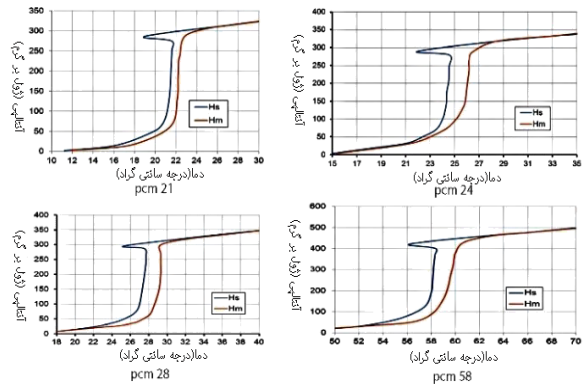 350
300
250
200
150
100
50
0
10 12 14 16 18 20 22 24 26 28 30
آنتالپی (ژول بر گرم)
Hs
Hm
دما(درجه سانتی گراد)
pcm 21
400
350
300
250
200
150
100
50
0
15 17 19 21 23 25 27 29 31 33 35
آنتالپی (ژول بر گرم)
Hs
Hm
دما(درجه سانتی گراد)
pcm 24
400
350
300
250
200
150
100
50
0
18 20 22 24 26 28 30 32 34 36 38 40
آنتالپی (ژول بر گرم)
Hs
Hm
دما(درجه سانتی گراد)
pcm 28
600
500
400
300
200
100
0
50 52 54 56 58 60 62 64 66 68 70
آنتالپی (ژول بر گرم)
Hs
Hm
دما(درجه سانتی گراد)
pcm 58